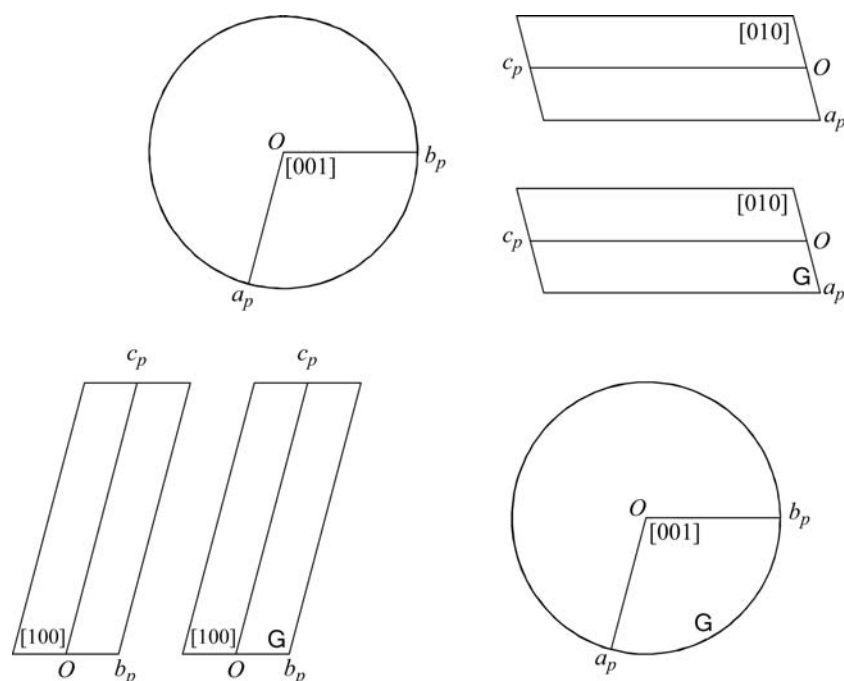 [010]
c_p
O
a_p
O
[001]
b_p
a_p
[010]
c_p
O
G
a_p
c_p
c_p
[100]
O
b_p
[100]
G
O
b_p
O
[001]
b_p
G
a_p